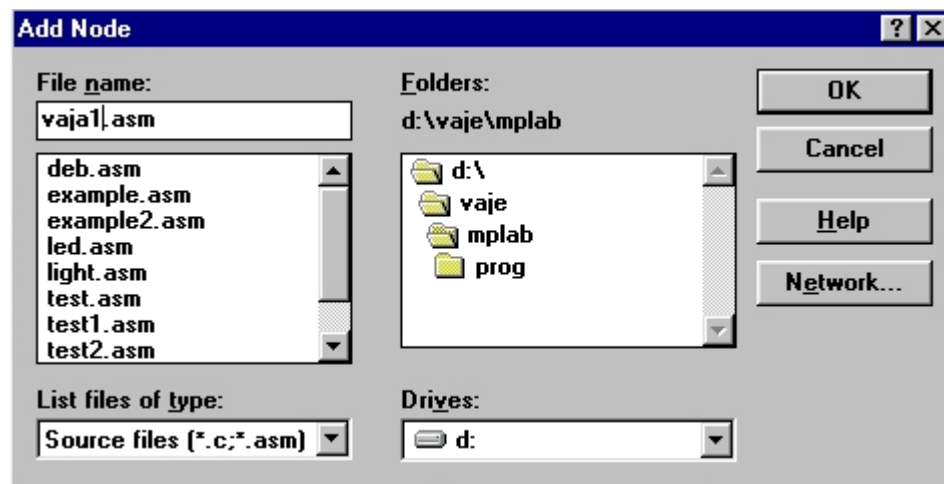 Add Node
File name:
vaja1.asm
deb.asm
example.asm
example2.asm
led.asm
light.asm
test.asm
test1.asm
test2.asm
List files of type:
Source files (*.c;*.asm)
Folders:
d:\vaje\mplab
d:\
vaje
mplab
prog
Drives:
d:
OK
Cancel
Help
Network...